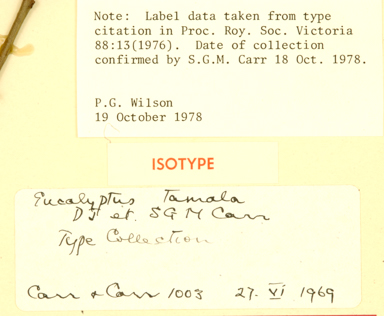 Note: Label data taken from type
citation in Proc. Roy. Soc. Victoria
88:13(1976). Date of collection
confirmed by S.G.M. Carr 18 Oct. 1978.
P.G. Wilson
19 October 1978
ISOTYPE
Eucalyptus Tamala
DJ et SGM Carr
Type Collection
Carr & Carr 1003 27. VI 1969